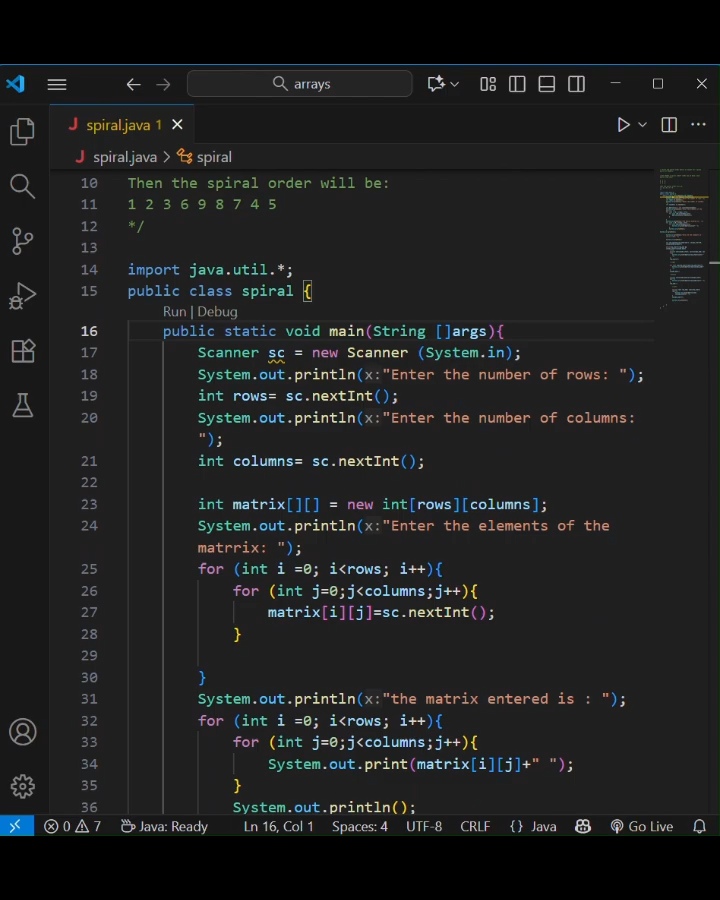 arrays
spiral.java 1
spiral.java > spiral
10 Then the spiral order will be:
11 1 2 3 6 9 8 7 4 5
12 */
13
14 import java.util.*;
15 public class spiral {
Run | Debug
16 public static void main(String []args){
17 Scanner sc = new Scanner (System.in);
18 System.out.println(x:"Enter the number of rows: ");
19 int rows= sc.nextInt();
20 System.out.println(x:"Enter the number of columns:
");
21 int columns= sc.nextInt();
22
23 int matrix[][] = new int[rows][columns];
24 System.out.println(x:"Enter the elements of the
matrrix: ");
25 for (int i =0; i<rows; i++){
26 for (int j=0;j<columns;j++){
27 matrix[i][j]=sc.nextInt();
28 }
29
30 }
31 System.out.println(x:"the matrix entered is : ");
32 for (int i =0; i<rows; i++){
33 for (int j=0;j<columns;j++){
34 System.out.print(matrix[i][j]+" ");
35 }
36 System.out.println();
0 7 Java: Ready Ln 16, Col 1 Spaces: 4 UTF-8 CRLF {} Java Go Live